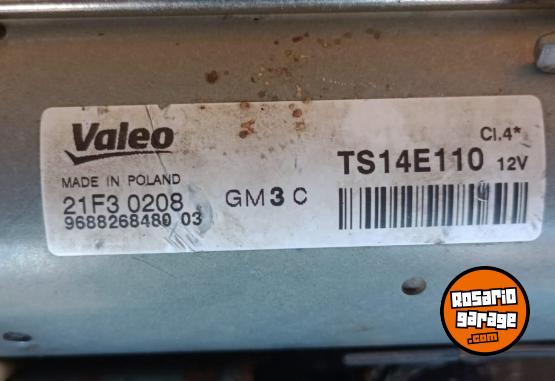 Valeo
MADE IN POLAND
21F3 0208
9688268480 03
GM3C
Cl.4*
TS14E110 12V
Rosario
garage
.com